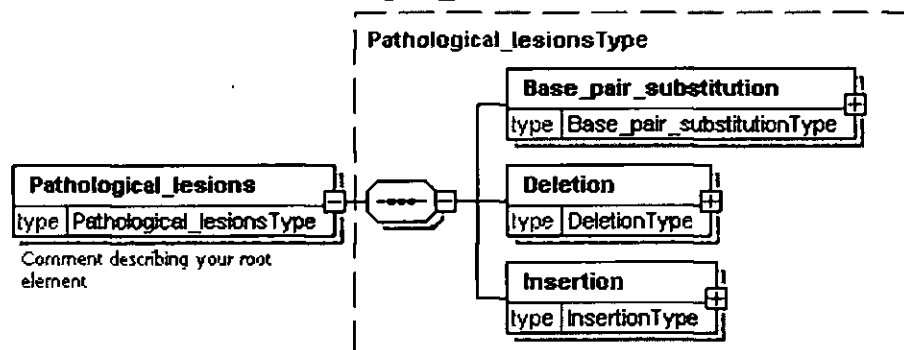 Pathological_lesionsType
Base_pair_substitution
type Base_pair_substitutionType
Pathological_lesions
type Pathological_lesionsType
Comment describing your root
element
Deletion
type DeletionType
Insertion
type InsertionType